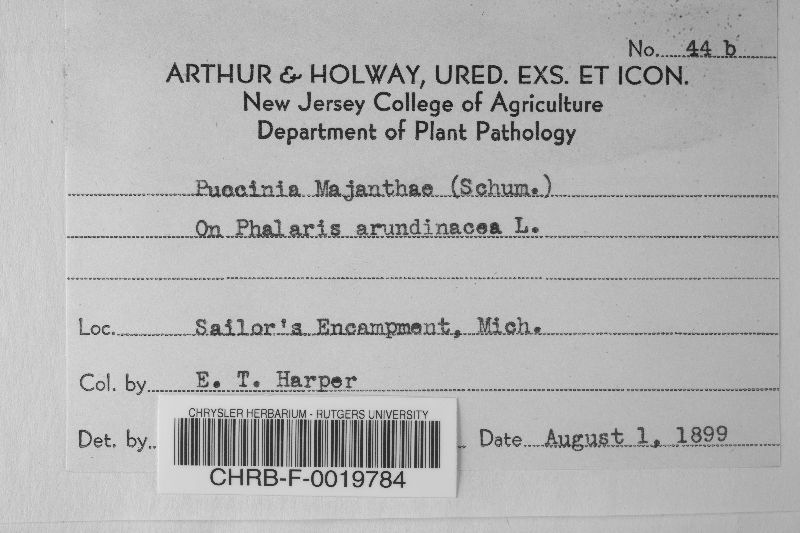 No. 44 b
ARTHUR & HOLWAY, URED. EXS. ET ICON.
New Jersey College of Agriculture
Department of Plant Pathology
Puccinia Majanthae (Schum.)
On Phalaris arundinacea L.
Loc. Sailor's Encampment, Mich.
Col. by E. T. Harper
Det. by Date August 1, 1899
CHRYSLER HERBARIUM - RUTGERS UNIVERSITY
CHRB-F-0019784